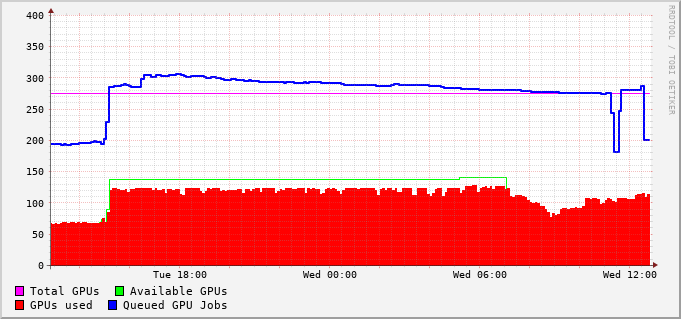 400
350
300
250
200
150
100
50
0
Tue 18:00 Wed 00:00 Wed 06:00 Wed 12:00
Total GPUs Available GPUs
GPUs used Queued GPU Jobs
RRDTOOL / TOBI OETIKER